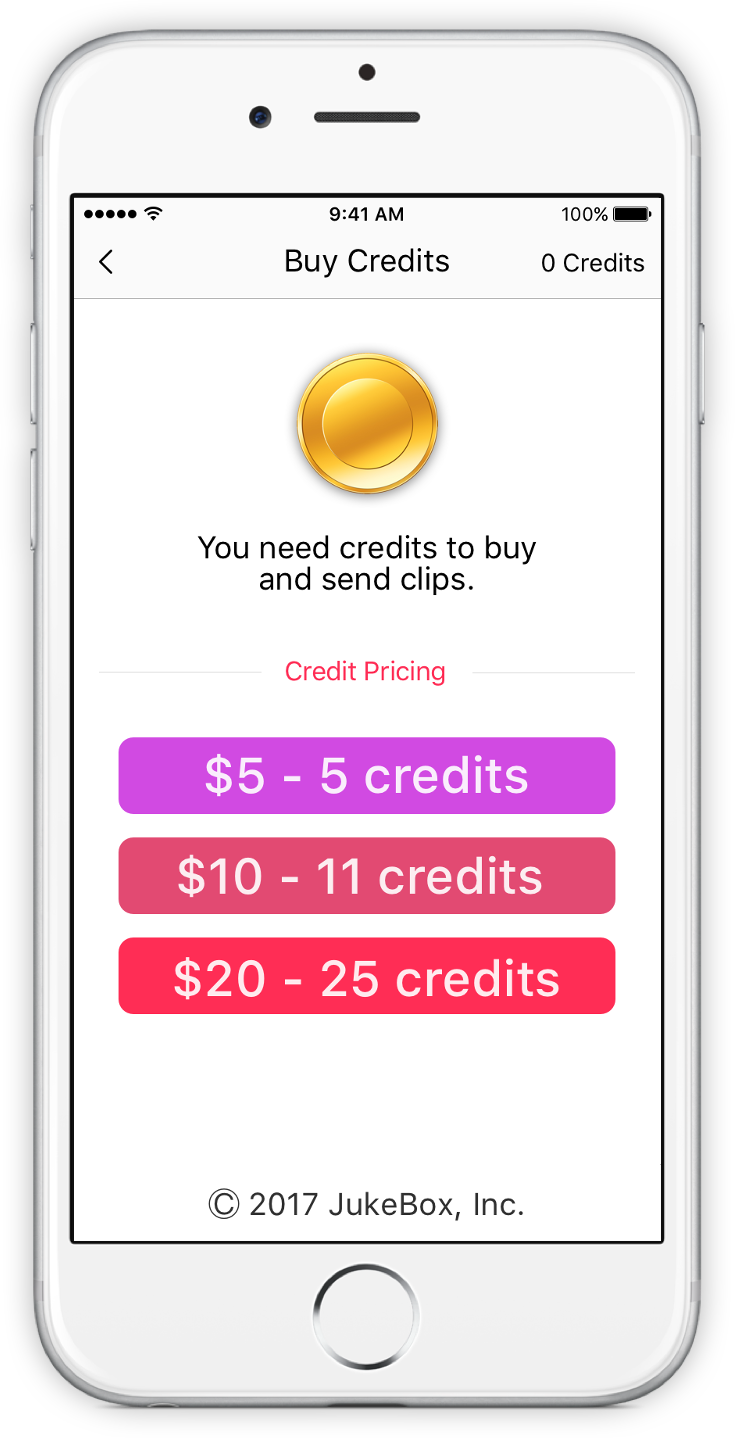 9:41 AM
100%
Buy Credits
0 Credits
You need credits to buy
and send clips.
Credit Pricing
$5 - 5 credits
$10 - 11 credits
$20 - 25 credits
Ⓒ 2017 JukeBox, Inc.